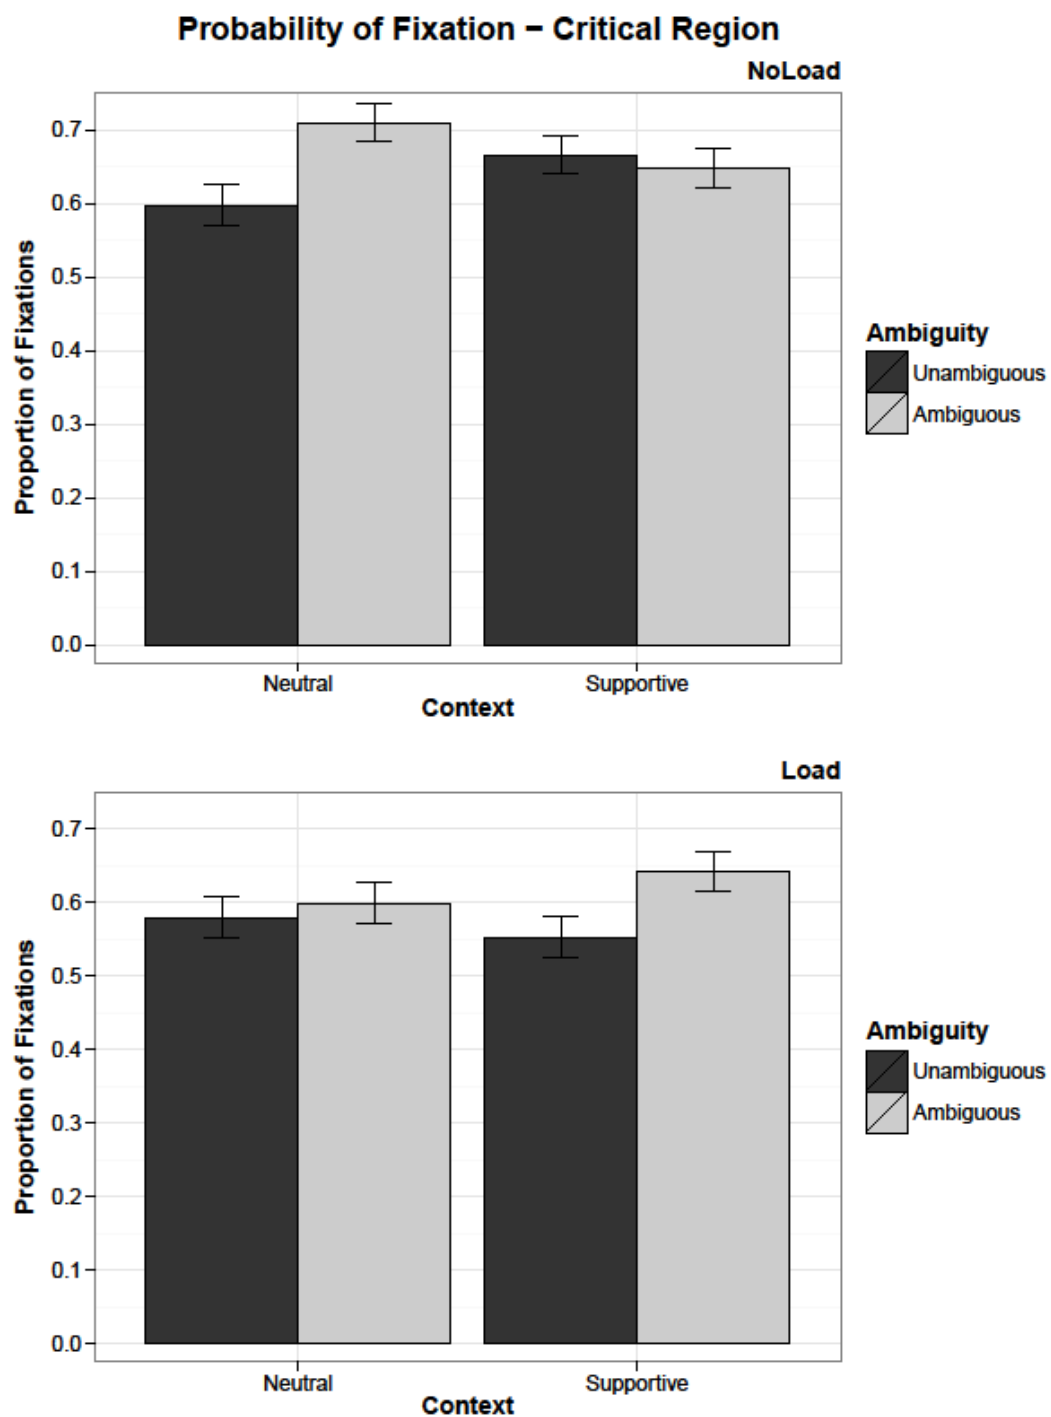 Probability of Fixation − Critical Region
NoLoad
0.7
0.6
0.5
0.4
0.3
0.2
0.1
0.0
Proportion of Fixations
Neutral
Supportive
Context
Ambiguity
Unambiguous
Ambiguous
Load
0.7
0.6
0.5
0.4
0.3
0.2
0.1
0.0
Proportion of Fixations
Neutral
Supportive
Context
Ambiguity
Unambiguous
Ambiguous